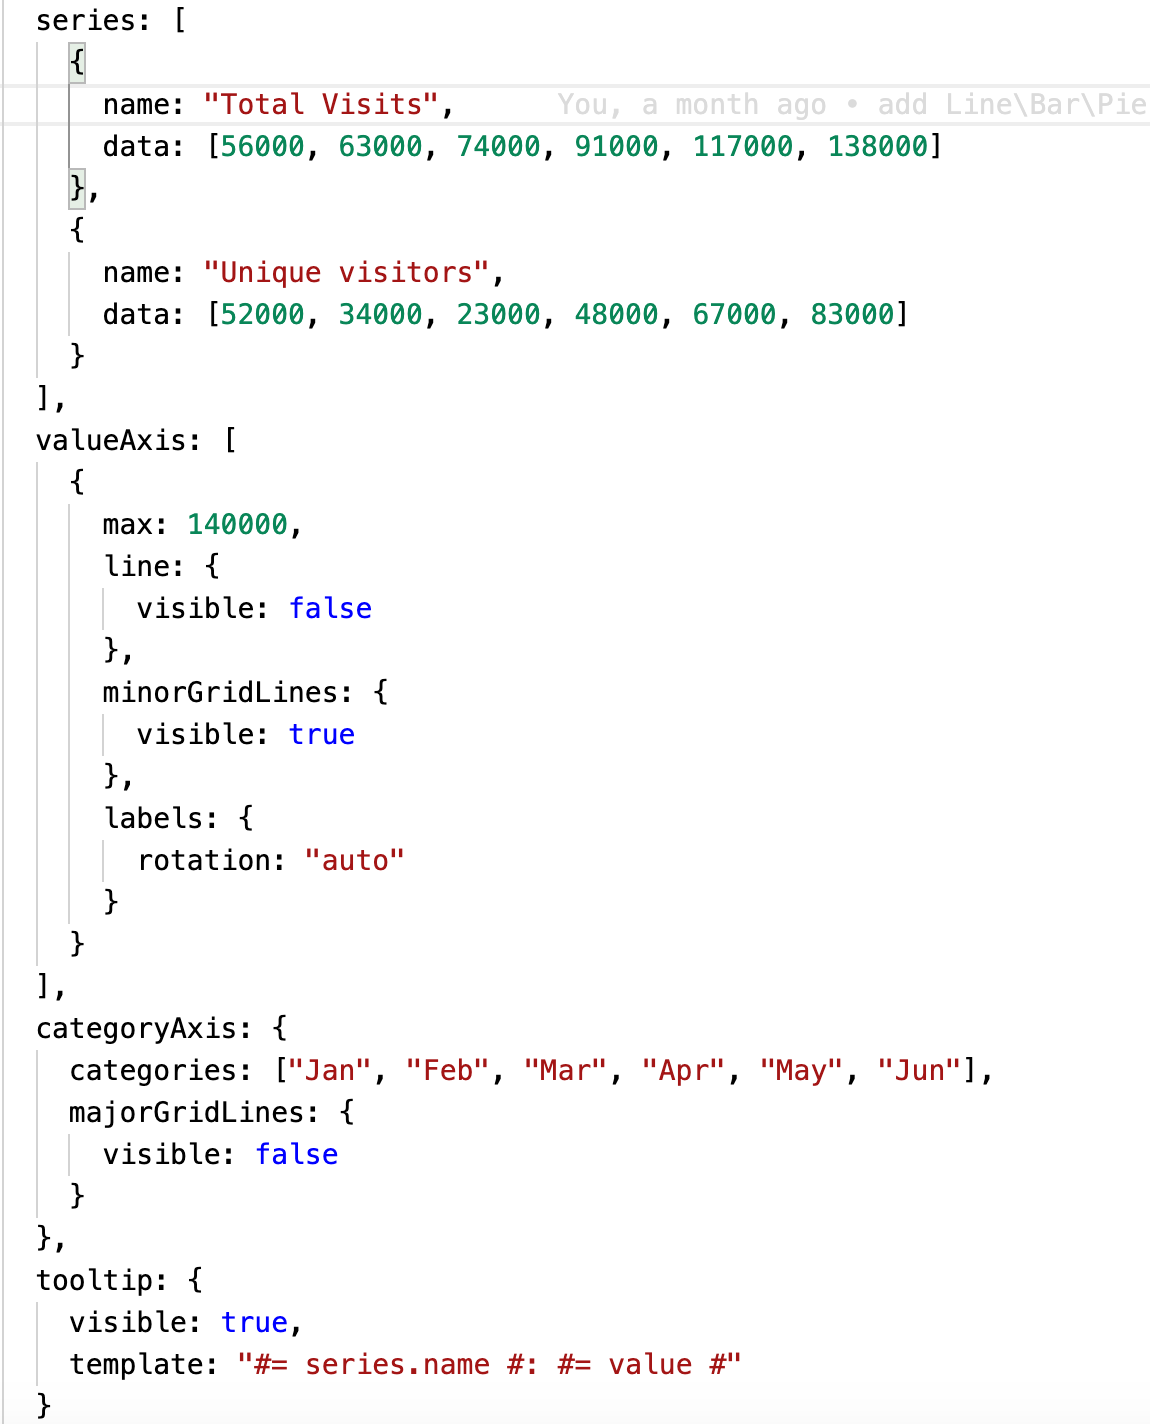 series: [
  {
    name: "Total Visits",      You, a month ago • add Line\Bar\Pie
    data: [56000, 63000, 74000, 91000, 117000, 138000]
  },
  {
    name: "Unique visitors",
    data: [52000, 34000, 23000, 48000, 67000, 83000]
  }
],
valueAxis: [
  {
    max: 140000,
    line: {
      visible: false
    },
    minorGridLines: {
      visible: true
    },
    labels: {
      rotation: "auto"
    }
  }
],
categoryAxis: {
  categories: ["Jan", "Feb", "Mar", "Apr", "May", "Jun"],
  majorGridLines: {
    visible: false
  }
},
tooltip: {
  visible: true,
  template: "#= series.name #: #= value #"
}